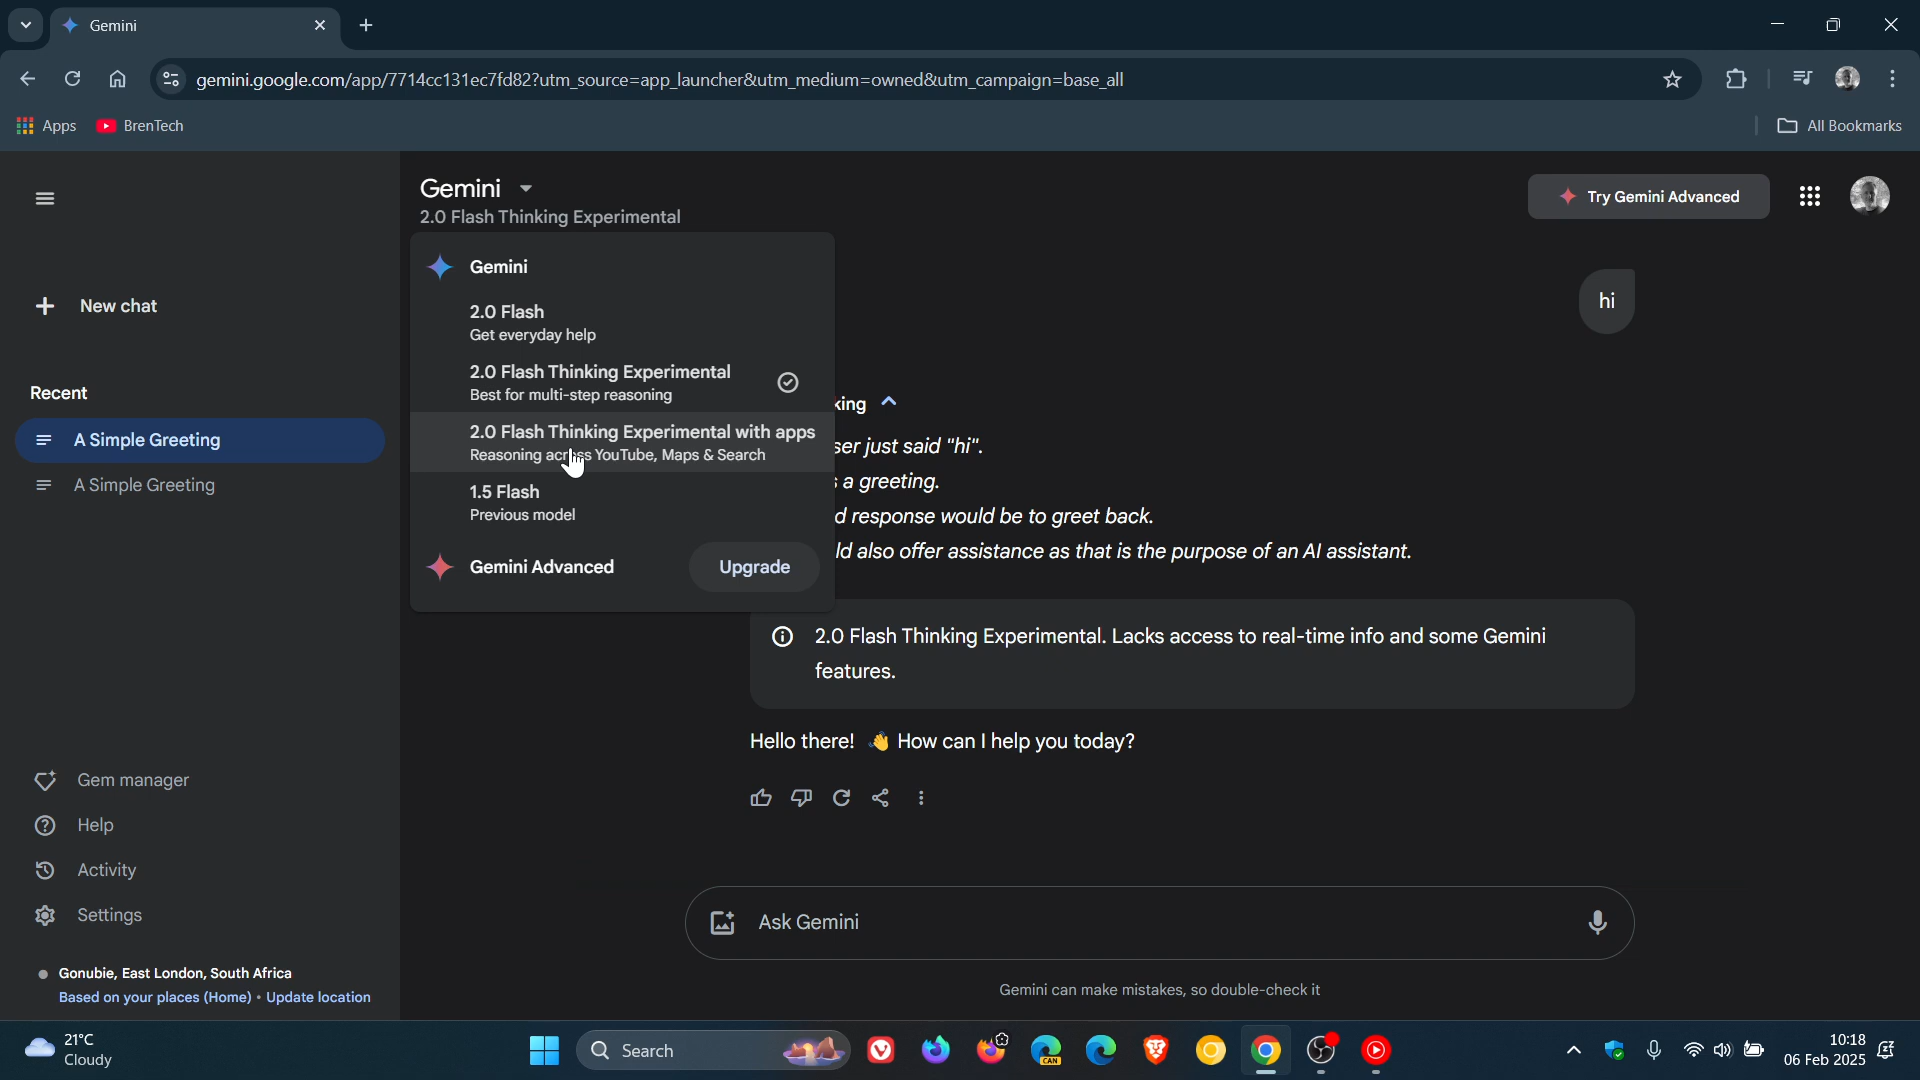 Gemini
gemini.google.com/app/7714cc131ec7fd82?utm_source=app_launcher&utm_medium=owned&utm_campaign=base_all
Apps
BrenTech
All Bookmarks
Gemini
2.0 Flash Thinking Experimental
Try Gemini Advanced
Gemini
2.0 Flash
Get everyday help
2.0 Flash Thinking Experimental
Best for multi-step reasoning
2.0 Flash Thinking Experimental with apps
Reasoning across YouTube, Maps & Search
1.5 Flash
Previous model
Gemini Advanced
Upgrade
New chat
Recent
A Simple Greeting
A Simple Greeting
Gem manager
Help
Activity
Settings
Gonubie, East London, South Africa
Based on your places (Home) • Update location
hi
king
ser just said "hi".
a greeting.
d response would be to greet back.
ld also offer assistance as that is the purpose of an AI assistant.
2.0 Flash Thinking Experimental. Lacks access to real-time info and some Gemini
features.
Hello there! 👋 How can I help you today?
Ask Gemini
Gemini can make mistakes, so double-check it
21°C
Cloudy
Search
CAN
10:18
06 Feb 2025